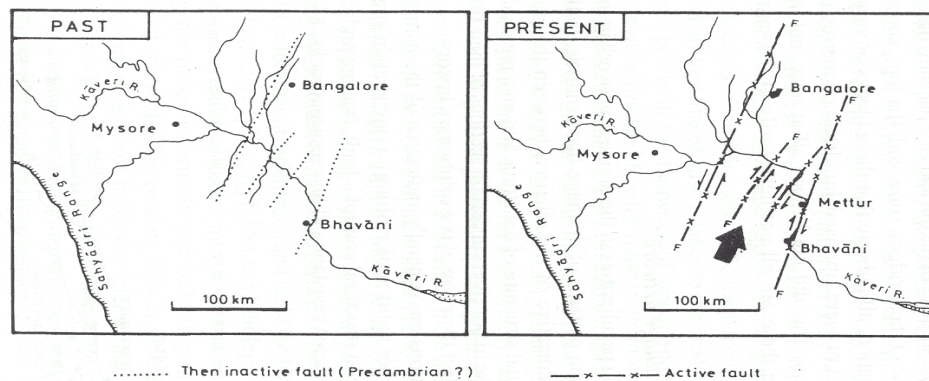 PAST
Kāveri R.
Bangalore
Mysore
Sahyādri Range
Bhavāni
Kāveri R.
100 km
PRESENT
F
Bangalore
F
Kāveri R.
F
Mysore
Mettur
F
F
Bhavāni
Sahyādri Range
Kāveri R.
F
100 km
Then inactive fault (Precambrian ?)
Active fault